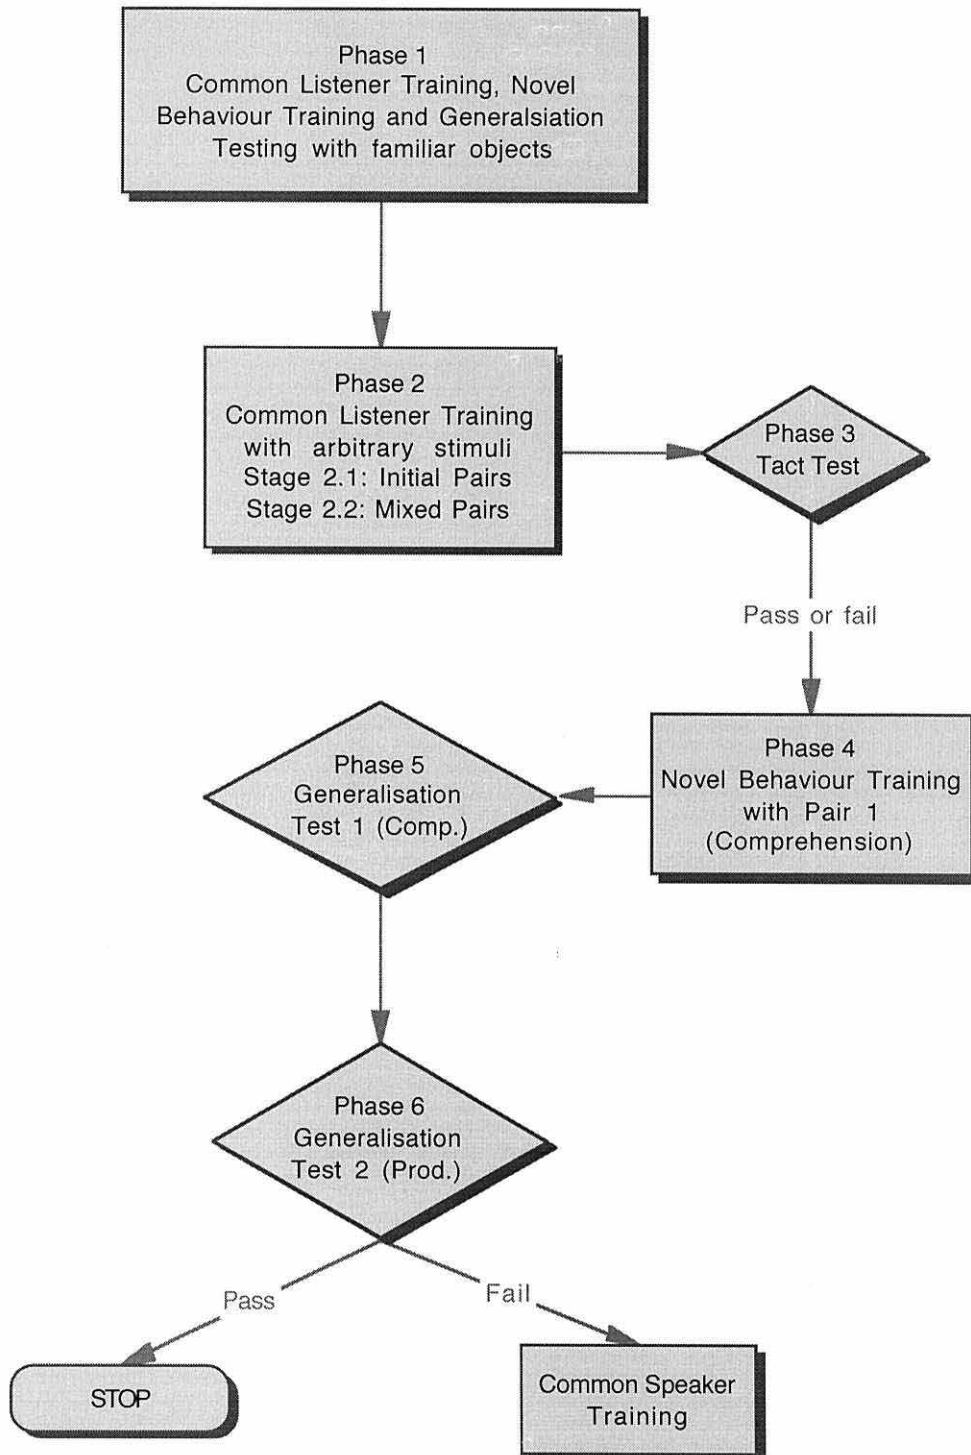 Phase 1
Common Listener Training, Novel
Behaviour Training and Generalsiation
Testing with familiar objects
Phase 2
Common Listener Training
with arbitrary stimuli
Stage 2.1: Initial Pairs
Stage 2.2: Mixed Pairs
Phase 3
Tact Test
Pass or fail
Phase 4
Novel Behaviour Training
with Pair 1
(Comprehension)
Phase 5
Generalisation
Test 1 (Comp.)
Phase 6
Generalisation
Test 2 (Prod.)
Pass
Fail
STOP
Common Speaker
Training